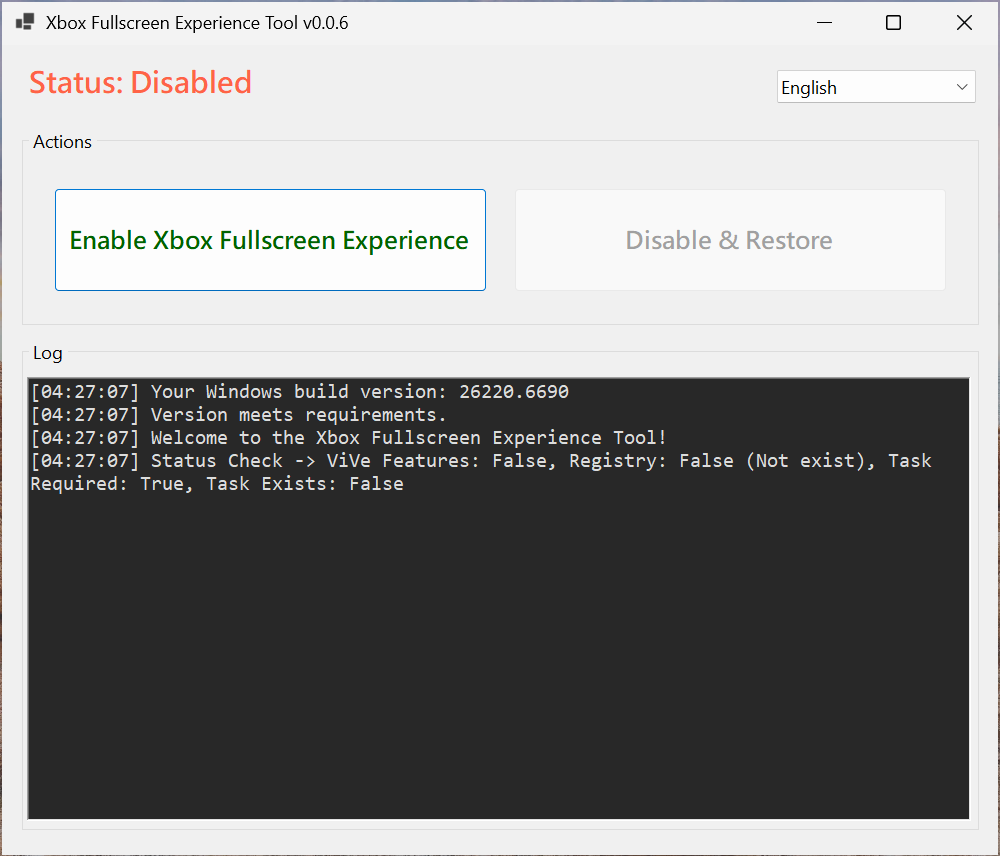 Xbox Fullscreen Experience Tool v0.0.6
Status: Disabled
English
Actions
Enable Xbox Fullscreen Experience
Disable & Restore
Log
[04:27:07] Your Windows build version: 26220.6690
[04:27:07] Version meets requirements.
[04:27:07] Welcome to the Xbox Fullscreen Experience Tool!
[04:27:07] Status Check -> ViVe Features: False, Registry: False (Not exist), Task
Required: True, Task Exists: False